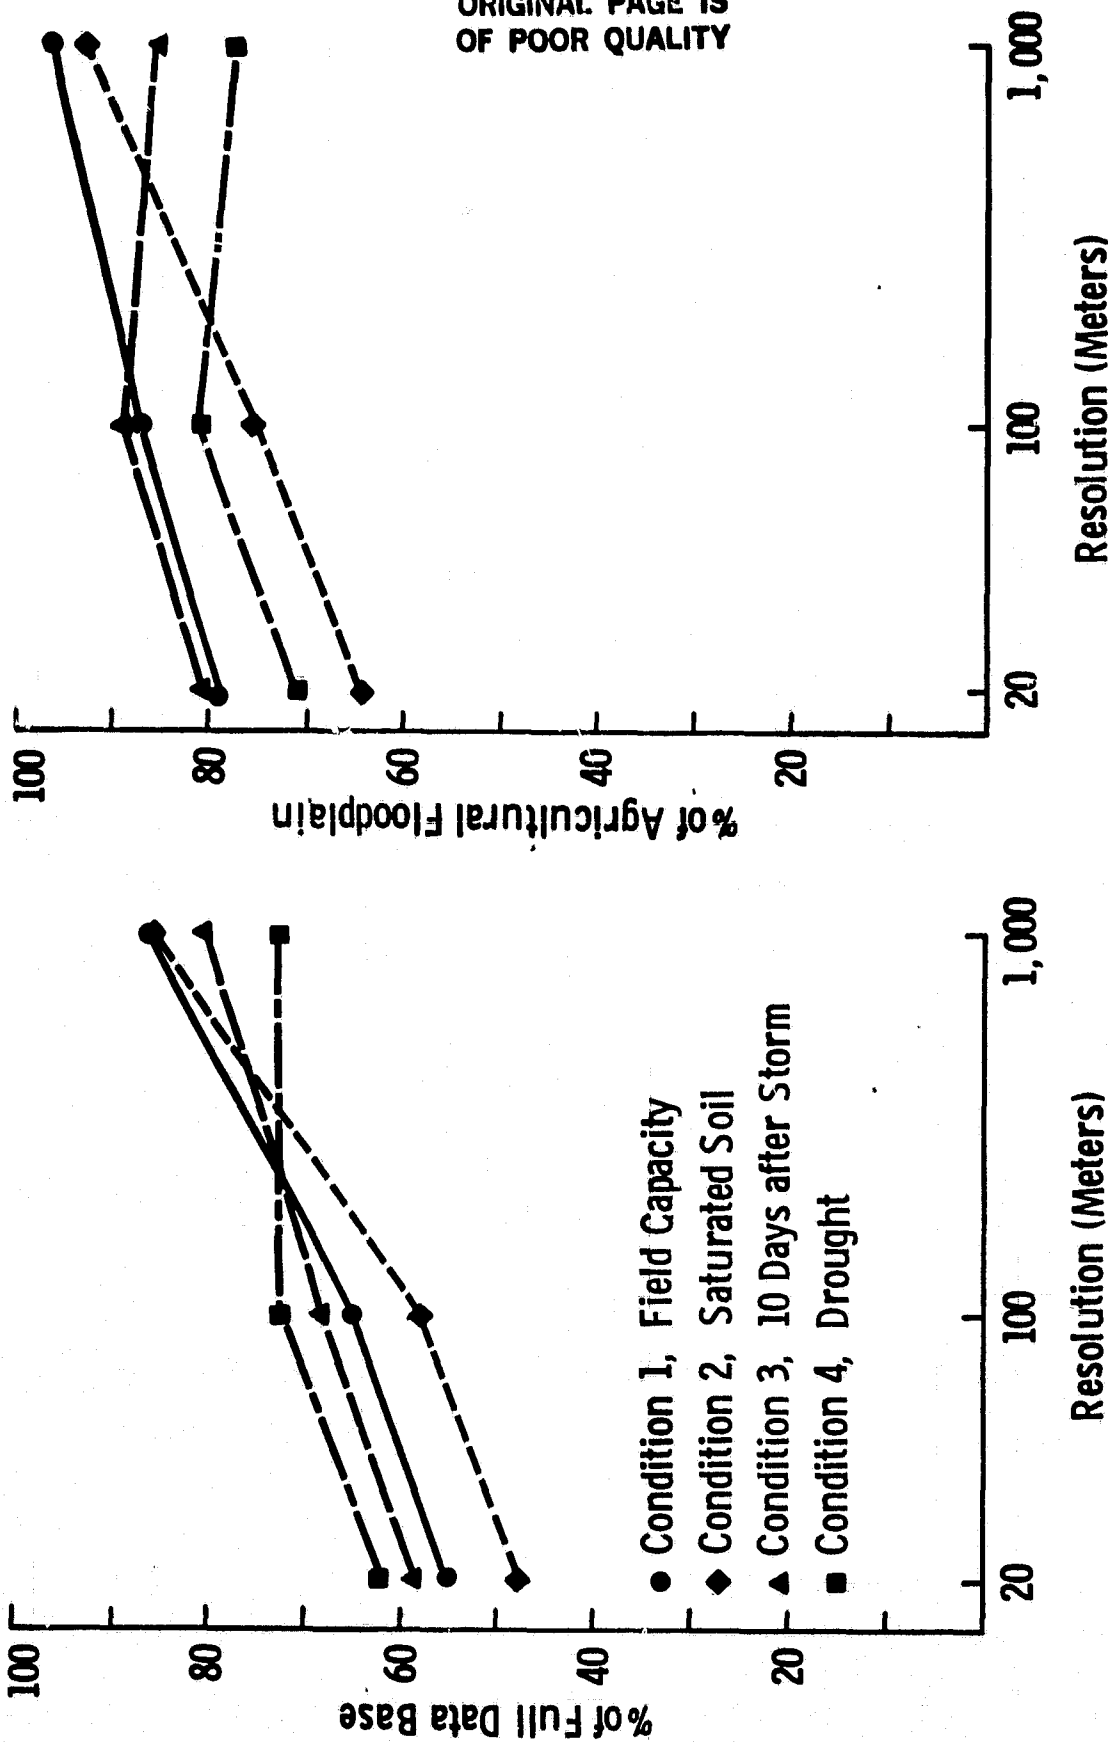 ORIGINAL PAGE IS
OF POOR QUALITY
% of Full Data Base
100
80
60
40
20
20
100
1,000
Resolution (Meters)
Condition 1, Field Capacity
Condition 2, Saturated Soil
Condition 3, 10 Days after Storm
Condition 4, Drought
% of Agricultural Floodplain
100
80
60
40
20
20
100
1,000
Resolution (Meters)